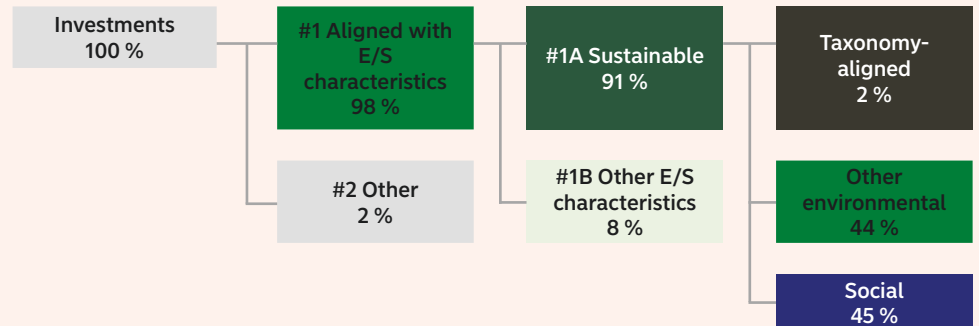 Investments
100 %
#1 Aligned with
E/S
characteristics
98 %
#1A Sustainable
91 %
Taxonomy-
aligned
2 %
#2 Other
2 %
#1B Other E/S
characteristics
8 %
Other
environmental
44 %
Social
45 %